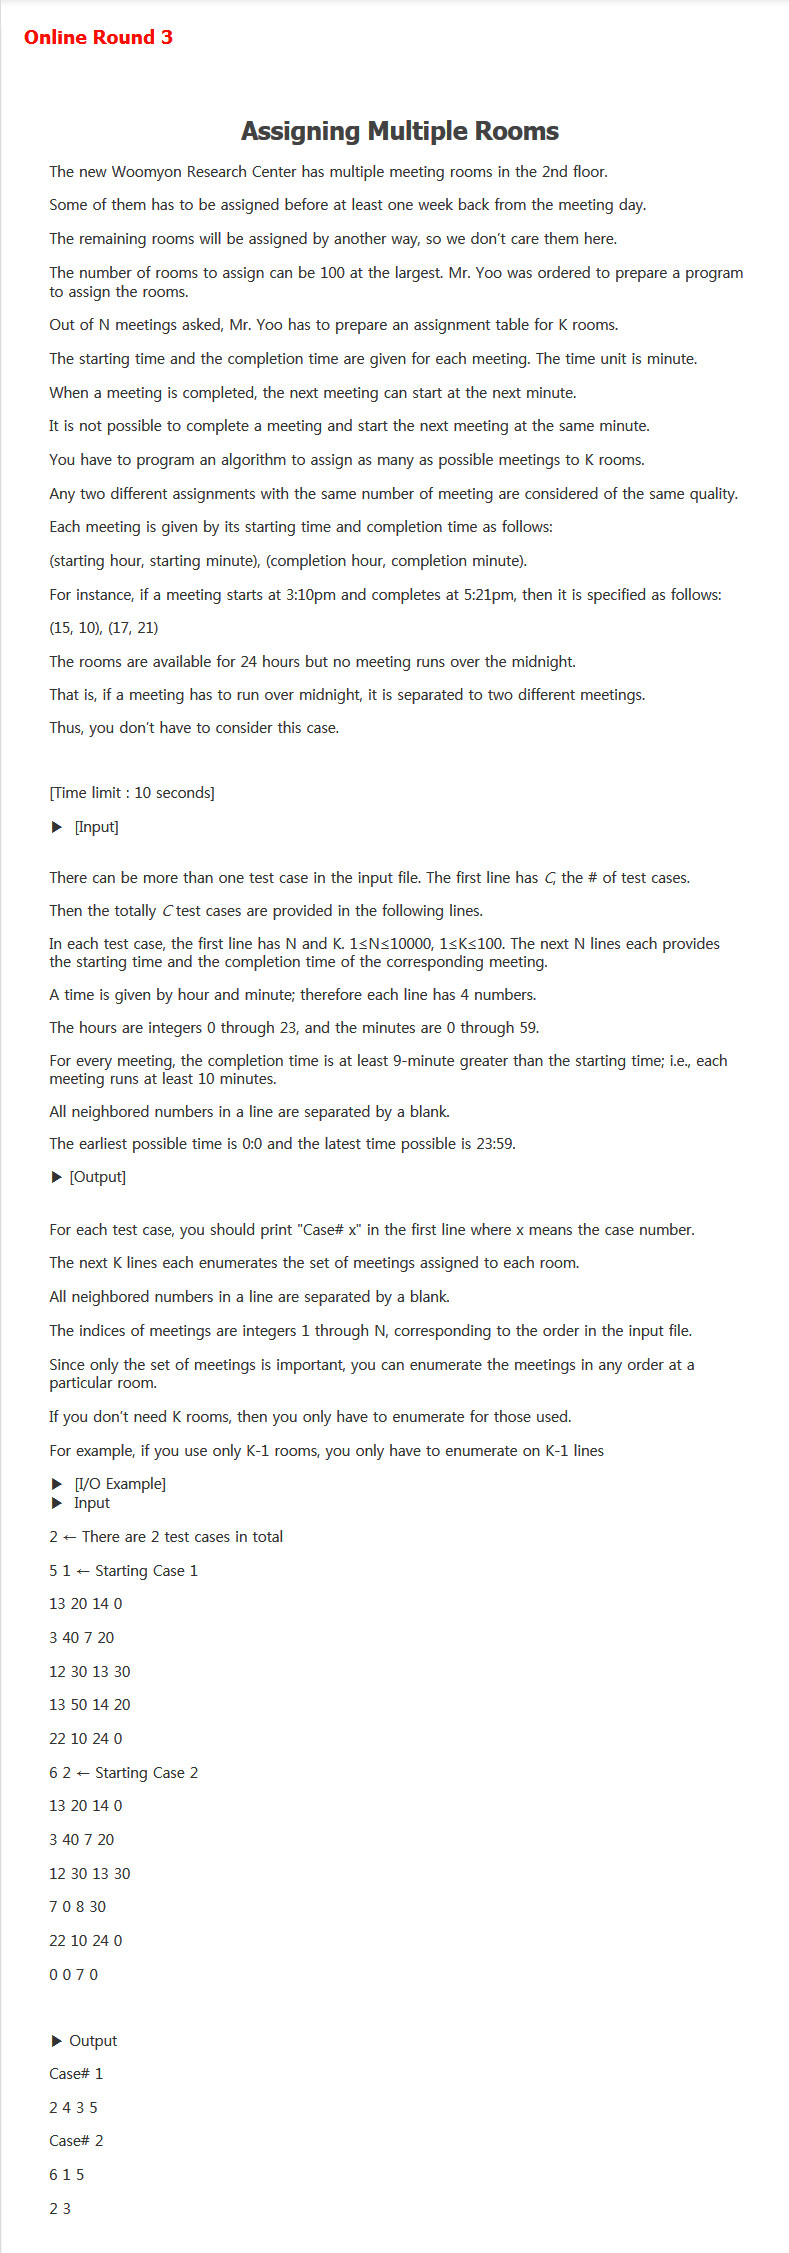 Online Round 3
Assigning Multiple Rooms
The new Woomyon Research Center has multiple meeting rooms in the 2nd floor.
Some of them has to be assigned before at least one week back from the meeting day.
The remaining rooms will be assigned by another way, so we don't care them here.
The number of rooms to assign can be 100 at the largest. Mr. Yoo was ordered to prepare a program
to assign the rooms.
Out of N meetings asked, Mr. Yoo has to prepare an assignment table for K rooms.
The starting time and the completion time are given for each meeting. The time unit is minute.
When a meeting is completed, the next meeting can start at the next minute.
It is not possible to complete a meeting and start the next meeting at the same minute.
You have to program an algorithm to assign as many as possible meetings to K rooms.
Any two different assignments with the same number of meeting are considered of the same quality.
Each meeting is given by its starting time and completion time as follows:
(starting hour, starting minute), (completion hour, completion minute).
For instance, if a meeting starts at 3:10pm and completes at 5:21pm, then it is specified as follows:
(15, 10), (17, 21)
The rooms are available for 24 hours but no meeting runs over the midnight.
That is, if a meeting has to run over midnight, it is separated to two different meetings.
Thus, you don't have to consider this case.
[Time limit : 10 seconds]
▶ [Input]
There can be more than one test case in the input file. The first line has C, the # of test cases.
Then the totally C test cases are provided in the following lines.
In each test case, the first line has N and K. 1≤N≤10000, 1≤K≤100. The next N lines each provides
the starting time and the completion time of the corresponding meeting.
A time is given by hour and minute; therefore each line has 4 numbers.
The hours are integers 0 through 23, and the minutes are 0 through 59.
For every meeting, the completion time is at least 9-minute greater than the starting time; i.e., each
meeting runs at least 10 minutes.
All neighbored numbers in a line are separated by a blank.
The earliest possible time is 0:0 and the latest time possible is 23:59.
▶ [Output]
For each test case, you should print "Case# x" in the first line where x means the case number.
The next K lines each enumerates the set of meetings assigned to each room.
All neighbored numbers in a line are separated by a blank.
The indices of meetings are integers 1 through N, corresponding to the order in the input file.
Since only the set of meetings is important, you can enumerate the meetings in any order at a
particular room.
If you don't need K rooms, then you only have to enumerate for those used.
For example, if you use only K-1 rooms, you only have to enumerate on K-1 lines
▶ [I/O Example]
▶ Input
2 ← There are 2 test cases in total
5 1 ← Starting Case 1
13 20 14 0
3 40 7 20
12 30 13 30
13 50 14 20
22 10 24 0
6 2 ← Starting Case 2
13 20 14 0
3 40 7 20
12 30 13 30
7 0 8 30
22 10 24 0
0 0 7 0
▶ Output
Case# 1
2 4 3 5
Case# 2
6 1 5
2 3